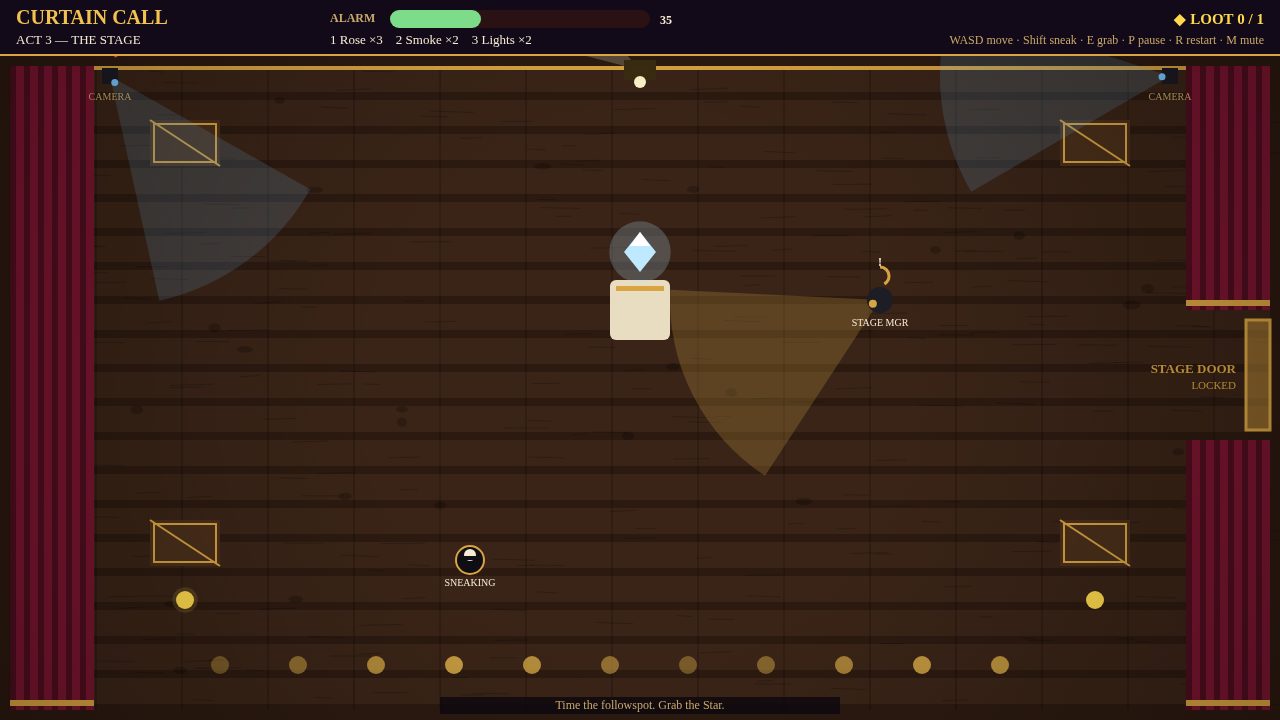 CURTAIN CALL
ACT 3 — THE STAGE
ALARM
35
1 Rose ×3 2 Smoke ×2 3 Lights ×2
◆ LOOT 0 / 1
WASD move · Shift sneak · E grab · P pause · R restart · M mute
CAMERA
CAMERA
!
STAGE MGR
STAGE DOOR
LOCKED
SNEAKING
Time the followspot. Grab the Star.